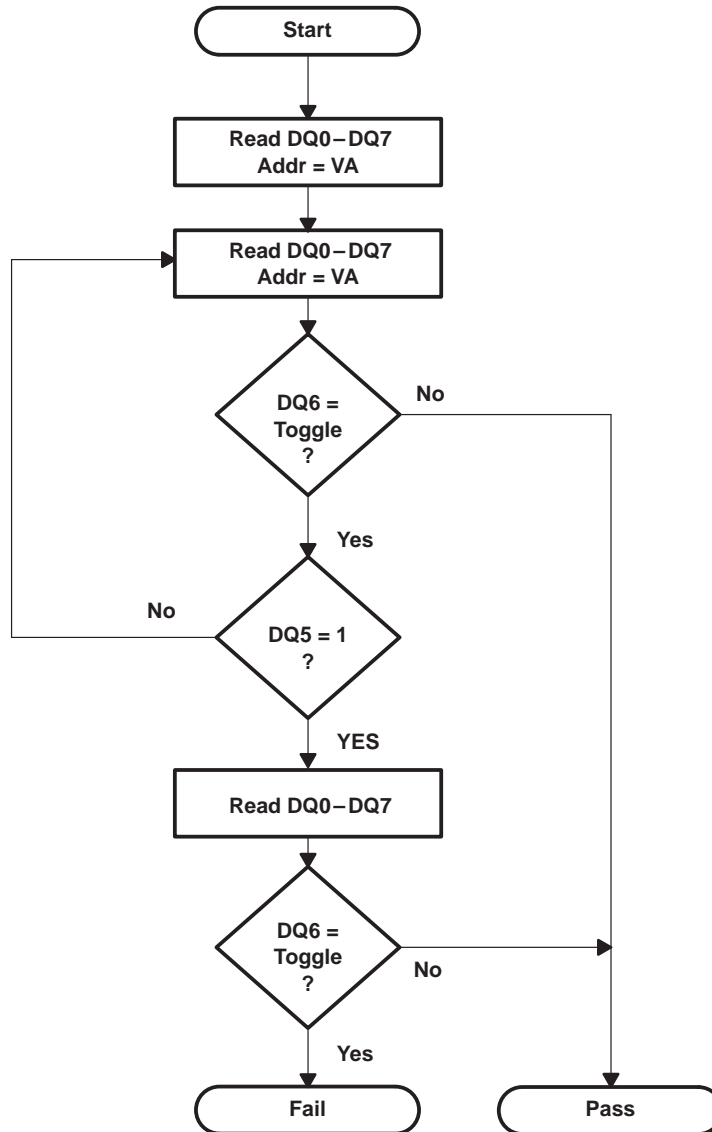 Start
Read DQ0–DQ7
Addr = VA
Read DQ0–DQ7
Addr = VA
DQ6 =
Toggle
?
No
Yes
DQ5 = 1
?
No
YES
Read DQ0–DQ7
DQ6 =
Toggle
?
No
Yes
Fail
Pass